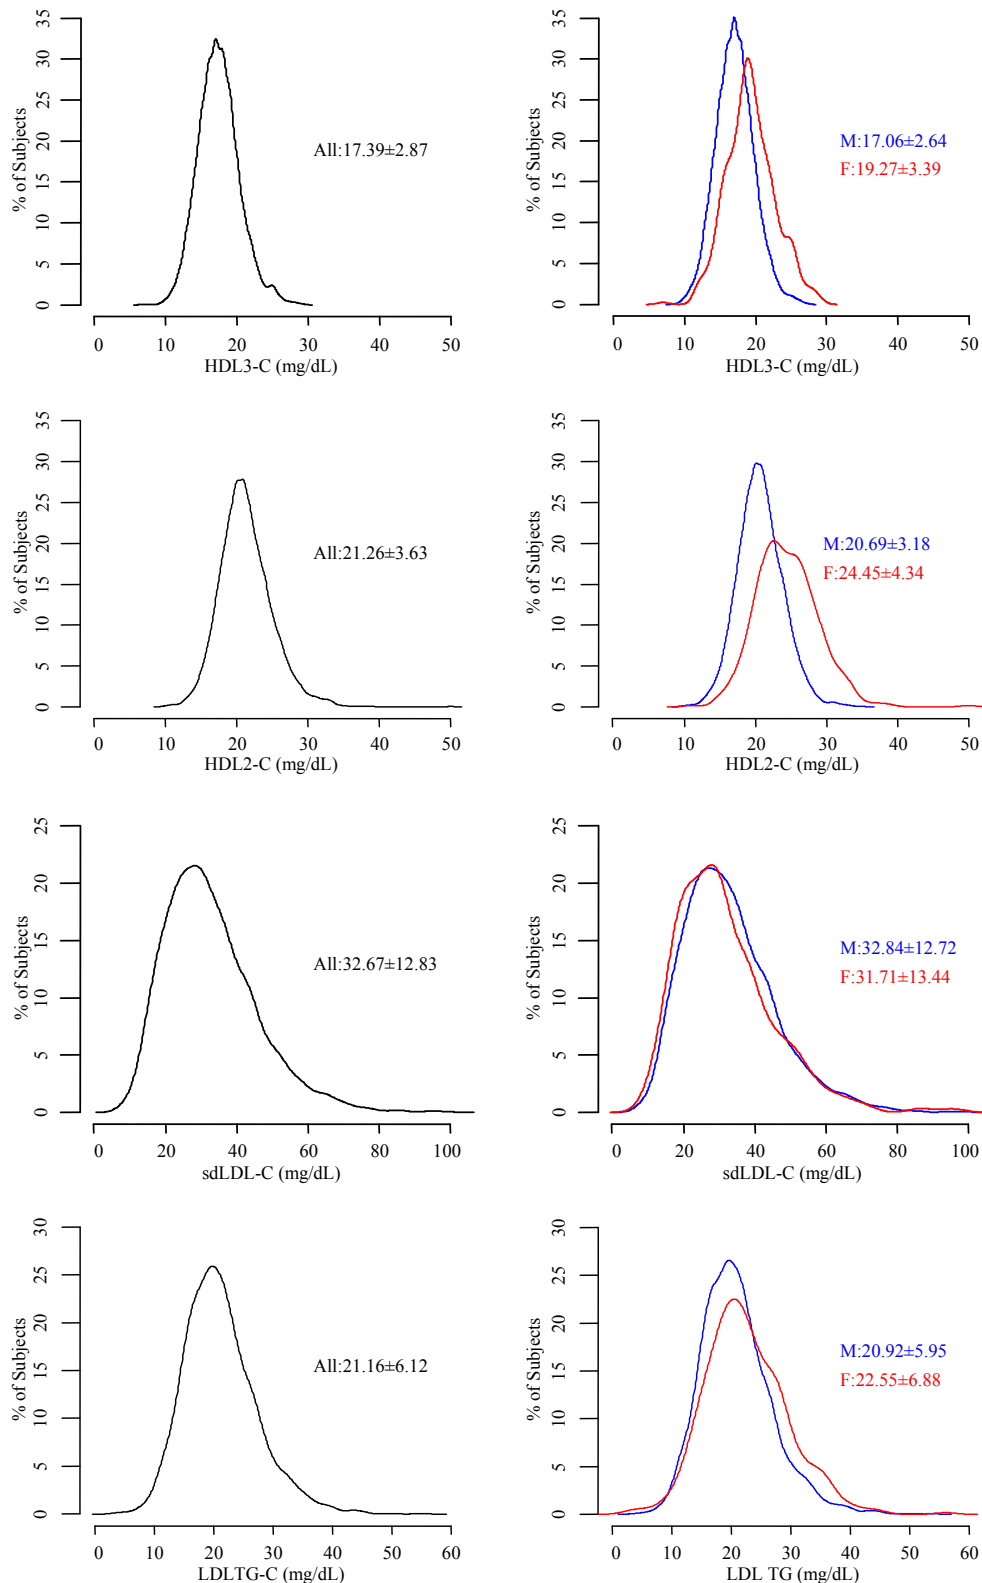 35
30
25
20
15
10
5
0
% of Subjects
All:17.39±2.87
0 10 20 30 40 50
HDL3-C (mg/dL)
35
30
25
20
15
10
5
0
% of Subjects
M:17.06±2.64
F:19.27±3.39
0 10 20 30 40 50
HDL3-C (mg/dL)
35
30
25
20
15
10
5
0
% of Subjects
All:21.26±3.63
0 10 20 30 40 50
HDL2-C (mg/dL)
35
30
25
20
15
10
5
0
% of Subjects
M:20.69±3.18
F:24.45±4.34
0 10 20 30 40 50
HDL2-C (mg/dL)
25
20
15
10
5
0
% of Subjects
All:32.67±12.83
0 20 40 60 80 100
sdLDL-C (mg/dL)
25
20
15
10
5
0
% of Subjects
M:32.84±12.72
F:31.71±13.44
0 20 40 60 80 100
sdLDL-C (mg/dL)
30
25
20
15
10
5
0
% of Subjects
All:21.16±6.12
0 10 20 30 40 50 60
LDLTG-C (mg/dL)
30
25
20
15
10
5
0
% of Subjects
M:20.92±5.95
F:22.55±6.88
0 10 20 30 40 50 60
LDL TG (mg/dL)